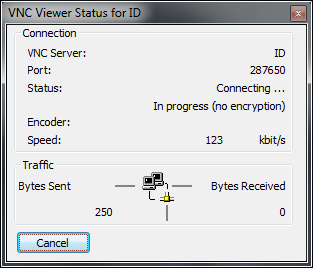 VNC Viewer Status for ID
Connection
VNC Server: ID
Port: 287650
Status: Connecting ...
In progress (no encryption)
Encoder:
Speed: 123 kbit/s
Traffic
Bytes Sent Bytes Received
250 0
Cancel